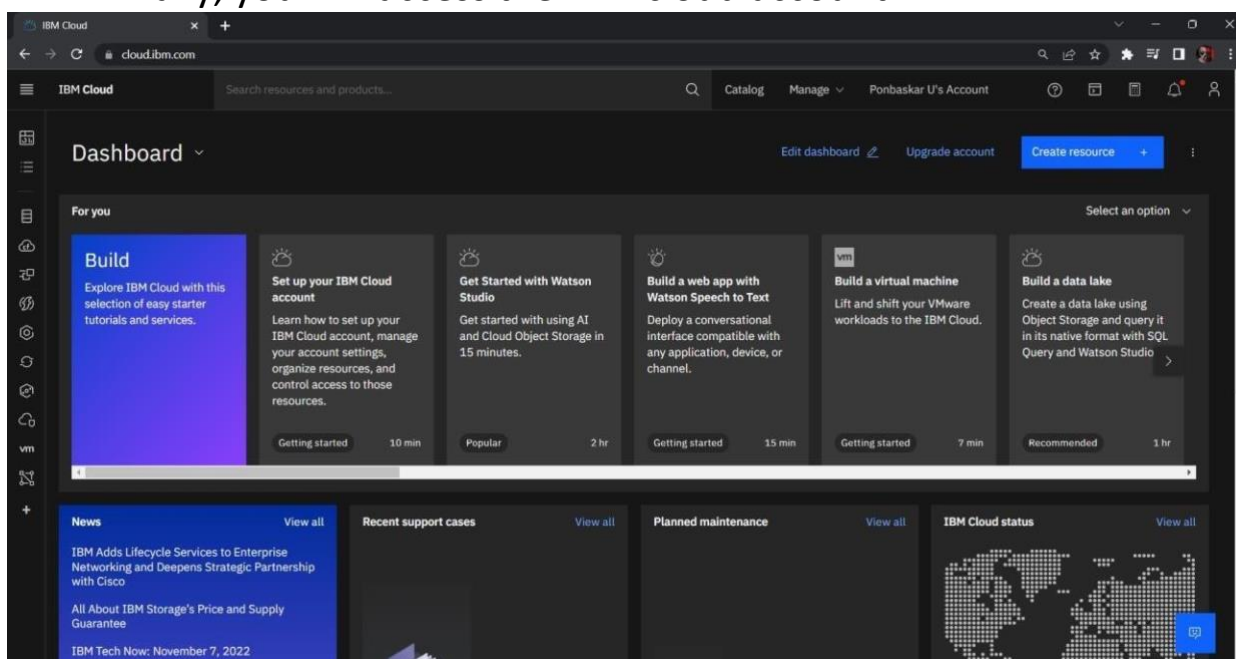 IBM Cloud
cloud.ibm.com
IBM Cloud
Search resources and products...
Catalog
Manage
Ponbaskar U's Account
Dashboard
Edit dashboard
Upgrade account
Create resource +
For you
Select an option
Build
Explore IBM Cloud with this
selection of easy starter
tutorials and services.
Set up your IBM Cloud
account
Learn how to set up your
IBM Cloud account, manage
your account settings,
organize resources, and
control access to those
resources.
Getting started 10 min
Get Started with Watson
Studio
Get started with using AI
and Cloud Object Storage in
15 minutes.
Popular 2 hr
Build a web app with
Watson Speech to Text
Deploy a conversational
interface compatible with
any application, device, or
channel.
Getting started 15 min
vm
Build a virtual machine
Lift and shift your VMware
workloads to the IBM Cloud.
Getting started 7 min
Build a data lake
Create a data lake using
Object Storage and query it
in its native format with SQL
Query and Watson Studio
Recommended 1 hr
vm
News View all
IBM Adds Lifecycle Services to Enterprise
Networking and Deepens Strategic Partnership
with Cisco
All About IBM Storage's Price and Supply
Guarantee
IBM Tech Now: November 7, 2022
Recent support cases View all
Planned maintenance View all
IBM Cloud status View all